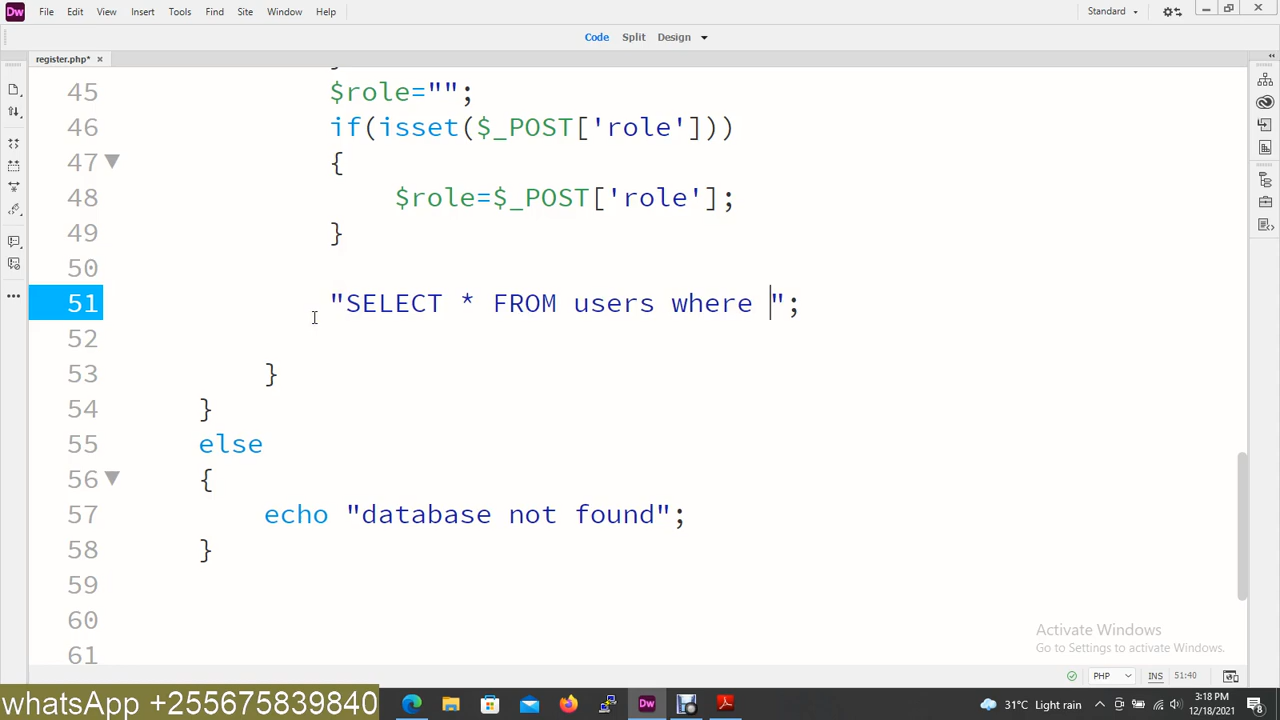 Dw File Edit View Insert Tools Find Site Window Help Standard
Code Split Design
register.php*
45 $role="";
46 if(isset($_POST['role']))
47 {
48 $role=$_POST['role'];
49 }
50
51 "SELECT * FROM users where ";
52
53 }
54 }
55 else
56 {
57 echo "database not found";
58 }
59
60
61
Activate Windows
Go to Settings to activate Windows.
PHP INS 51:40
whatsApp +255675839840
Dw
31°C Light rain
3:18 PM
12/18/2021
8